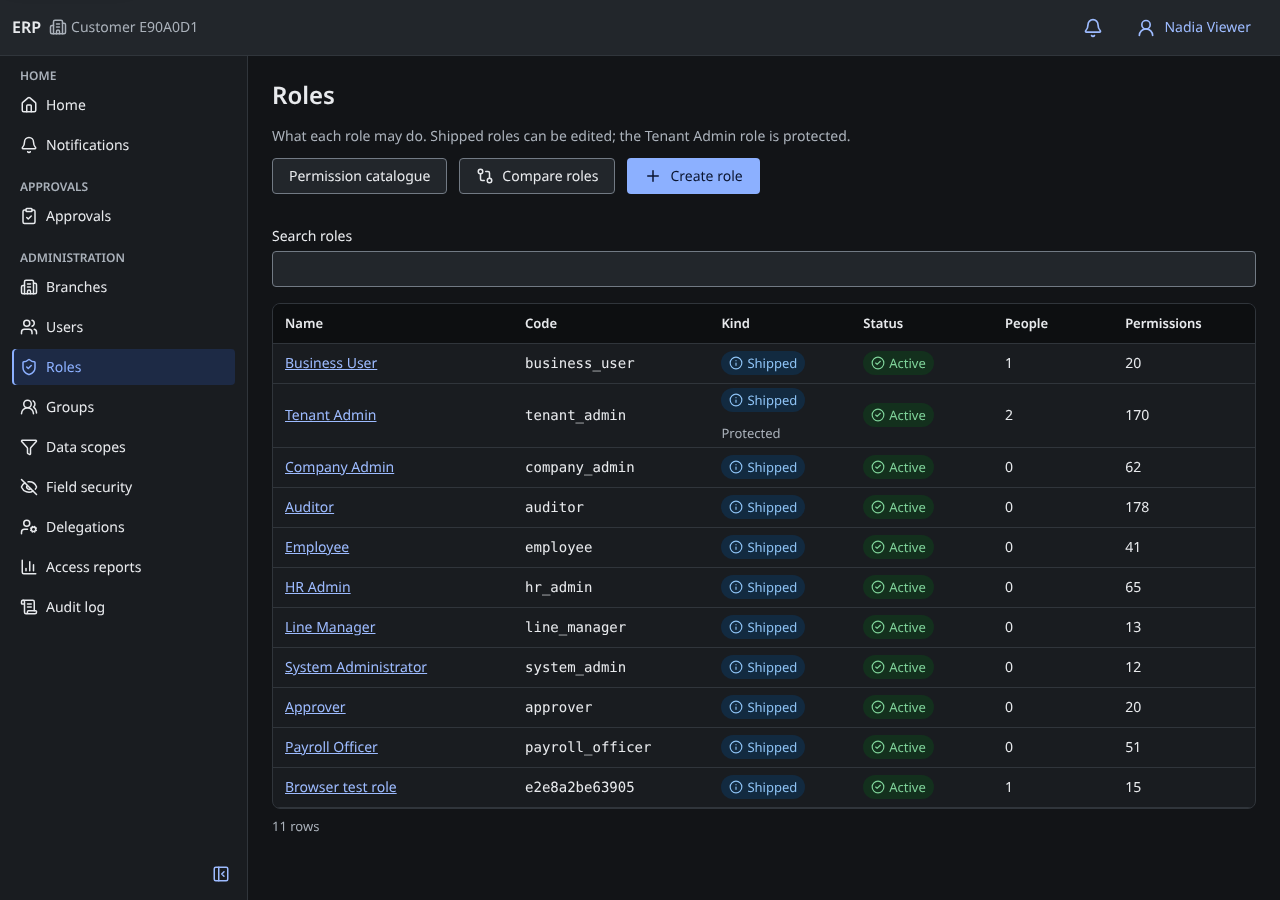 ERP Customer E90A0D1
Nadia Viewer
HOME
Home
Notifications
APPROVALS
Approvals
ADMINISTRATION
Branches
Users
Roles
Groups
Data scopes
Field security
Delegations
Access reports
Audit log
Roles
What each role may do. Shipped roles can be edited; the Tenant Admin role is protected.
Permission catalogue Compare roles Create role
Search roles
Name Code Kind Status People Permissions
Business User business_user Shipped Active 1 20
Tenant Admin tenant_admin Shipped Protected Active 2 170
Company Admin company_admin Shipped Active 0 62
Auditor auditor Shipped Active 0 178
Employee employee Shipped Active 0 41
HR Admin hr_admin Shipped Active 0 65
Line Manager line_manager Shipped Active 0 13
System Administrator system_admin Shipped Active 0 12
Approver approver Shipped Active 0 20
Payroll Officer payroll_officer Shipped Active 0 51
Browser test role e2e8a2be63905 Shipped Active 1 15
11 rows